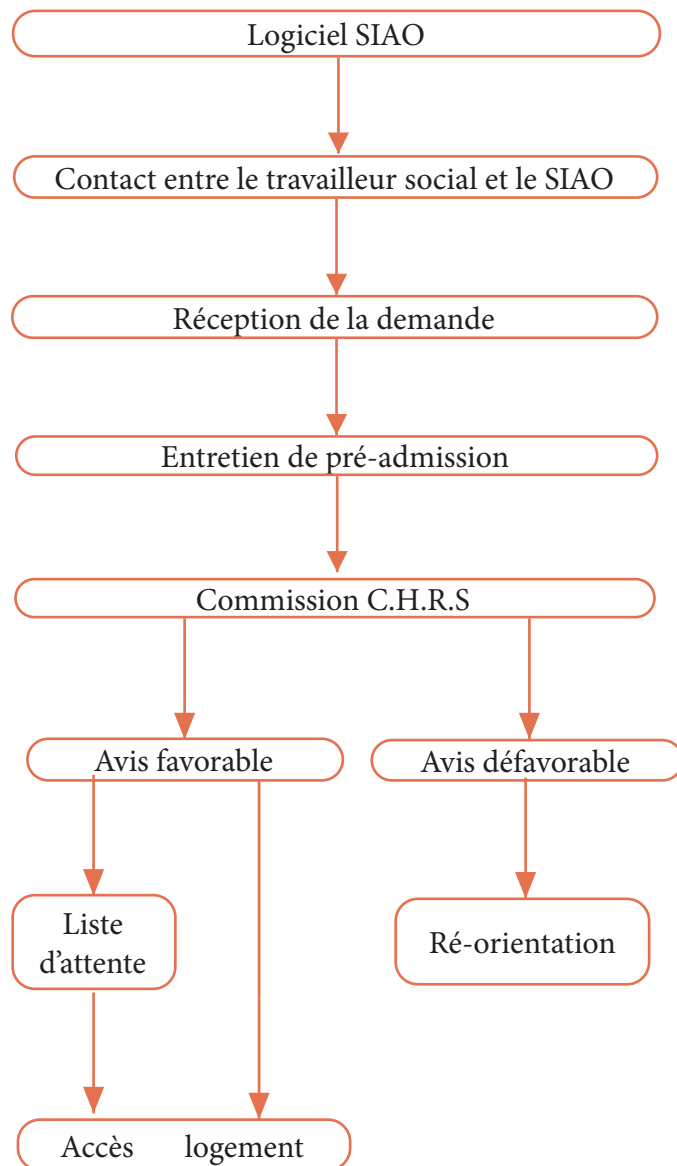 Logiciel SIAO
Contact entre le travailleur social et le SIAO
Réception de la demande
Entretien de pré-admission
Commission C.H.R.S
Avis favorable
Avis défavorable
Liste
d'attente
Ré-orientation
Accès logement